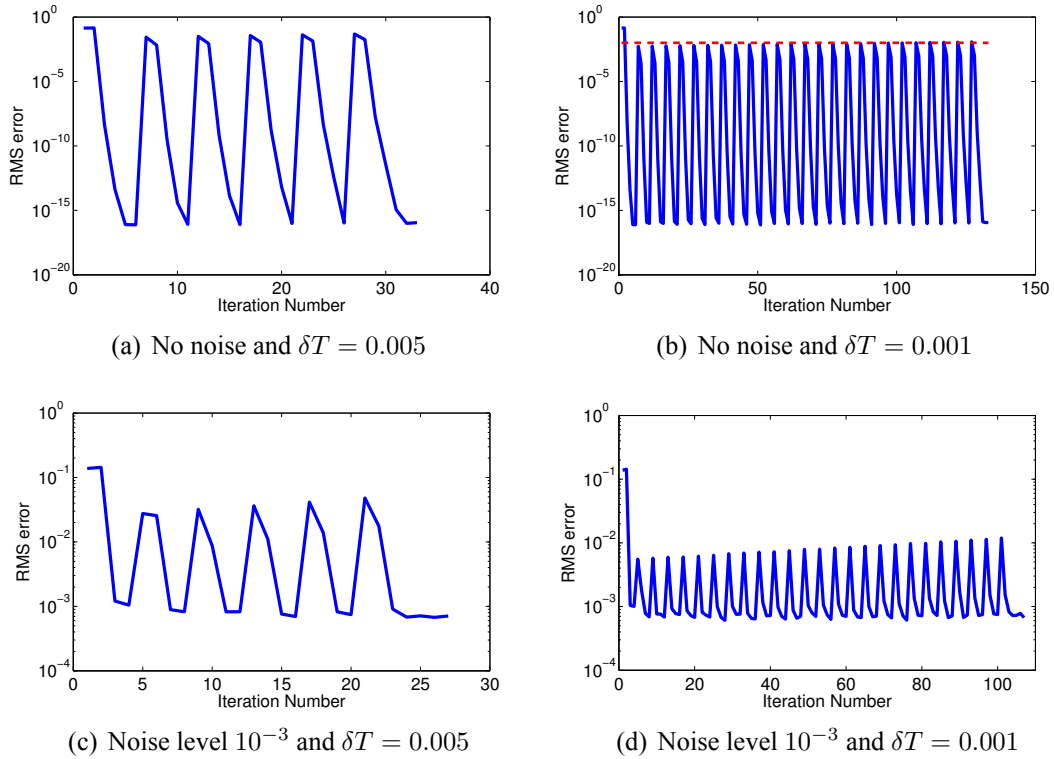 RMS error
10^0
10^-5
10^-10
10^-15
10^-20
0 10 20 30 40
Iteration Number
(a) No noise and δT = 0.005
RMS error
10^0
10^-5
10^-10
10^-15
10^-20
0 50 100 150
Iteration Number
(b) No noise and δT = 0.001
RMS error
10^0
10^-1
10^-2
10^-3
10^-4
0 5 10 15 20 25 30
Iteration Number
(c) Noise level 10^-3 and δT = 0.005
RMS error
10^0
10^-1
10^-2
10^-3
10^-4
0 20 40 60 80 100
Iteration Number
(d) Noise level 10^-3 and δT = 0.001